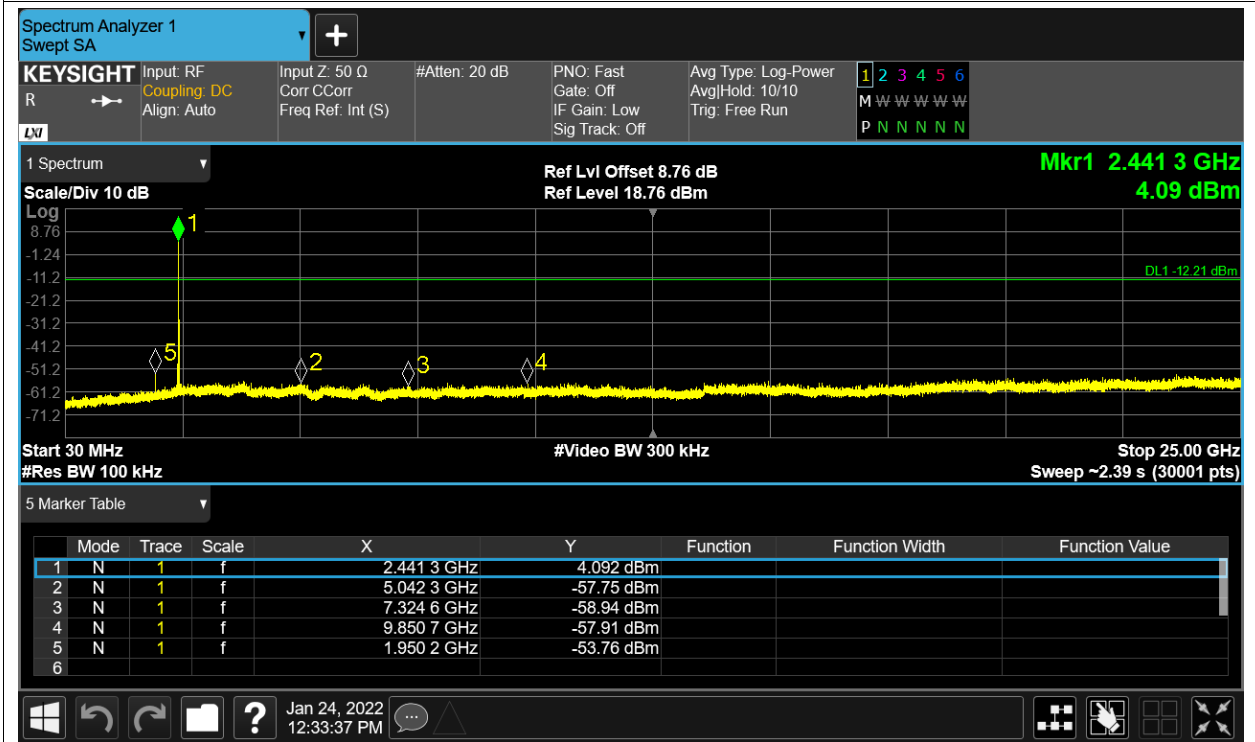 Spectrum Analyzer 1
Swept SA
+
KEYSIGHT Input: RF Input Z: 50 Ω #Atten: 20 dB PNO: Fast Avg Type: Log-Power 1 2 3 4 5 6
R Coupling: DC Corr CCorr Gate: Off Avg|Hold: 10/10 M W W W W W
Align: Auto Freq Ref: Int (S) IF Gain: Low Trig: Free Run
LXI Sig Track: Off P N N N N N
1 Spectrum Ref Lvl Offset 8.76 dB Mkr1 2.441 3 GHz
Scale/Div 10 dB Ref Level 18.76 dBm 4.09 dBm
Log
8.76
1
-1.24
-11.2
DL1 -12.21 dBm
-21.2
-31.2
-41.2
5 2 3 4
-51.2
-61.2
-71.2
Start 30 MHz #Video BW 300 kHz Stop 25.00 GHz
#Res BW 100 kHz Sweep ~2.39 s (30001 pts)
5 Marker Table
Mode Trace Scale X Y Function Function Width Function Value
1 N 1 f 2.441 3 GHz 4.092 dBm
2 N 1 f 5.042 3 GHz -57.75 dBm
3 N 1 f 7.324 6 GHz -58.94 dBm
4 N 1 f 9.850 7 GHz -57.91 dBm
5 N 1 f 1.950 2 GHz -53.76 dBm
6
? Jan 24, 2022
12:33:37 PM